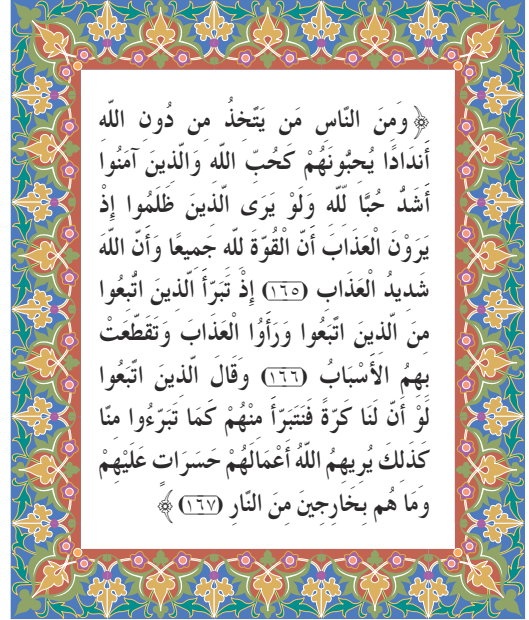 ﴿وَمِنَ النَّاسِ مَن يَتَّخِذُ مِن دُونِ اللَّهِ
أَندَادًا يُحِبُّونَهُمْ كَحُبِّ اللَّهِ وَالَّذِينَ آمَنُوا
أَشَدُّ حُبًّا لِّلَّهِ وَلَوْ يَرَى الَّذِينَ ظَلَمُوا إِذْ
يَرَوْنَ الْعَذَابَ أَنَّ الْقُوَّةَ لِلَّهِ جَمِيعًا وَأَنَّ اللَّهَ
شَدِيدُ الْعَذَابِ (١٦٥) إِذْ تَبَرَّأَ الَّذِينَ اتُّبِعُوا
مِنَ الَّذِينَ اتَّبَعُوا وَرَأَوُا الْعَذَابَ وَتَقَطَّعَتْ
بِهِمُ الأَسْبَابُ (١٦٦) وَقَالَ الَّذِينَ اتَّبَعُوا
لَوْ أَنَّ لَنَا كَرَّةً فَنَتَبَرَّأَ مِنْهُمْ كَمَا تَبَرَّءُوا مِنَّا
كَذَلِكَ يُرِيهِمُ اللَّهُ أَعْمَالَهُمْ حَسَرَاتٍ عَلَيْهِمْ
وَمَا هُم بِخَارِجِينَ مِنَ النَّارِ (١٦٧)﴾